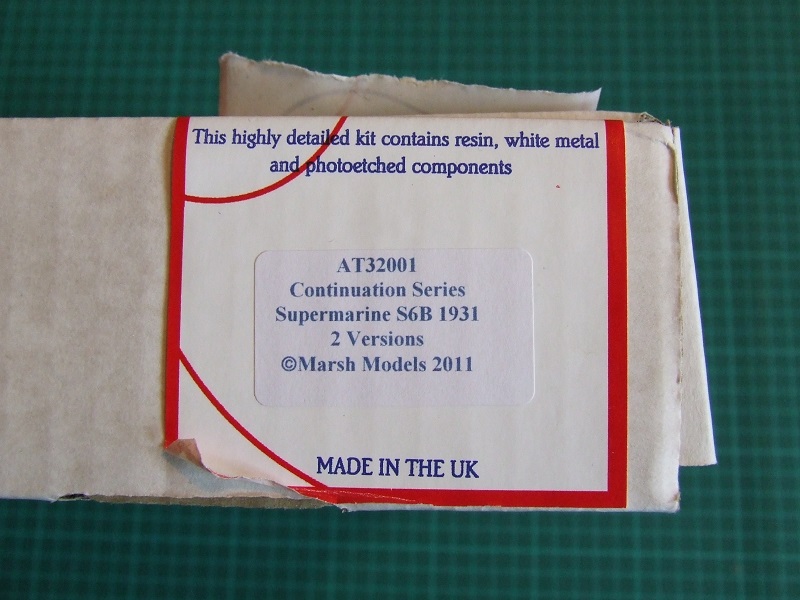 This highly detailed kit contains resin, white metal
and photoetched components
AT32001
Continuation Series
Supermarine S6B 1931
2 Versions
©Marsh Models 2011
MADE IN THE UK